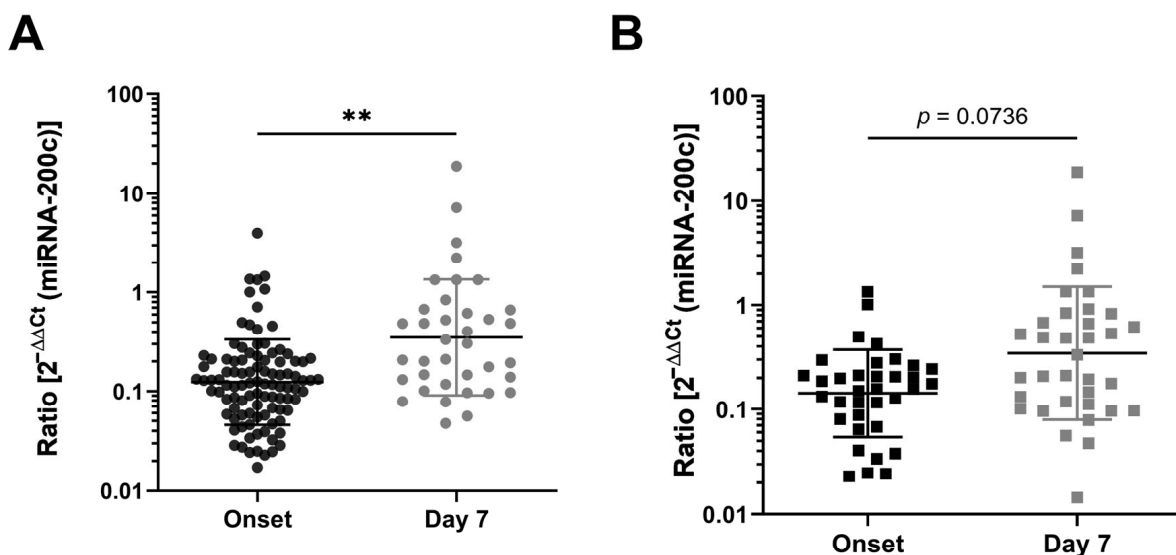 A
Ratio [2^−ΔΔCt (miRNA-200c)]
100
10
1
0.1
0.01
**
Onset
Day 7
B
Ratio [2^−ΔΔCt (miRNA-200c)]
100
10
1
0.1
0.01
p = 0.0736
Onset
Day 7